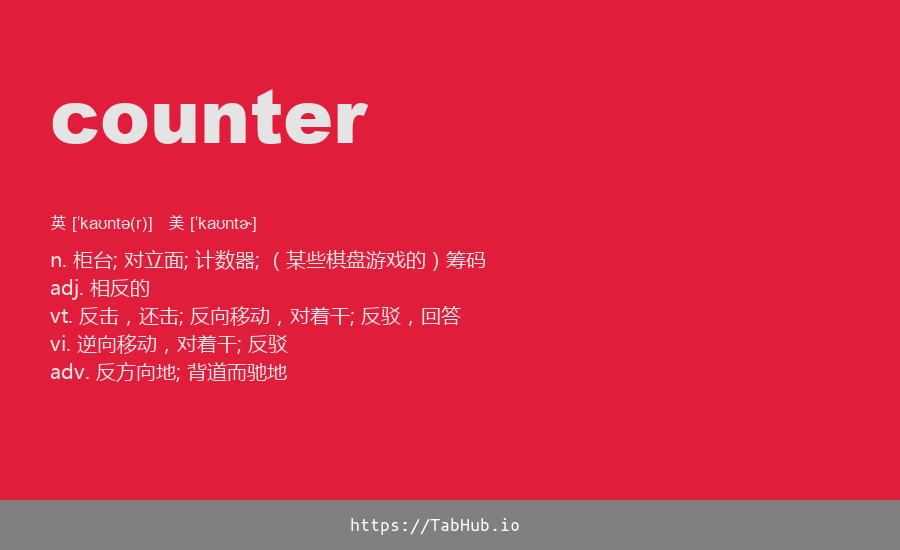 counter
英 ['kaʊntə(r)] 美 ['kaʊntɚ]
n. 柜台; 对立面; 计数器; （某些棋盘游戏的）筹码
adj. 相反的
vt. 反击，还击; 反向移动，对着干; 反驳，回答
vi. 逆向移动，对着干; 反驳
adv. 反方向地; 背道而驰地
https://TabHub.io